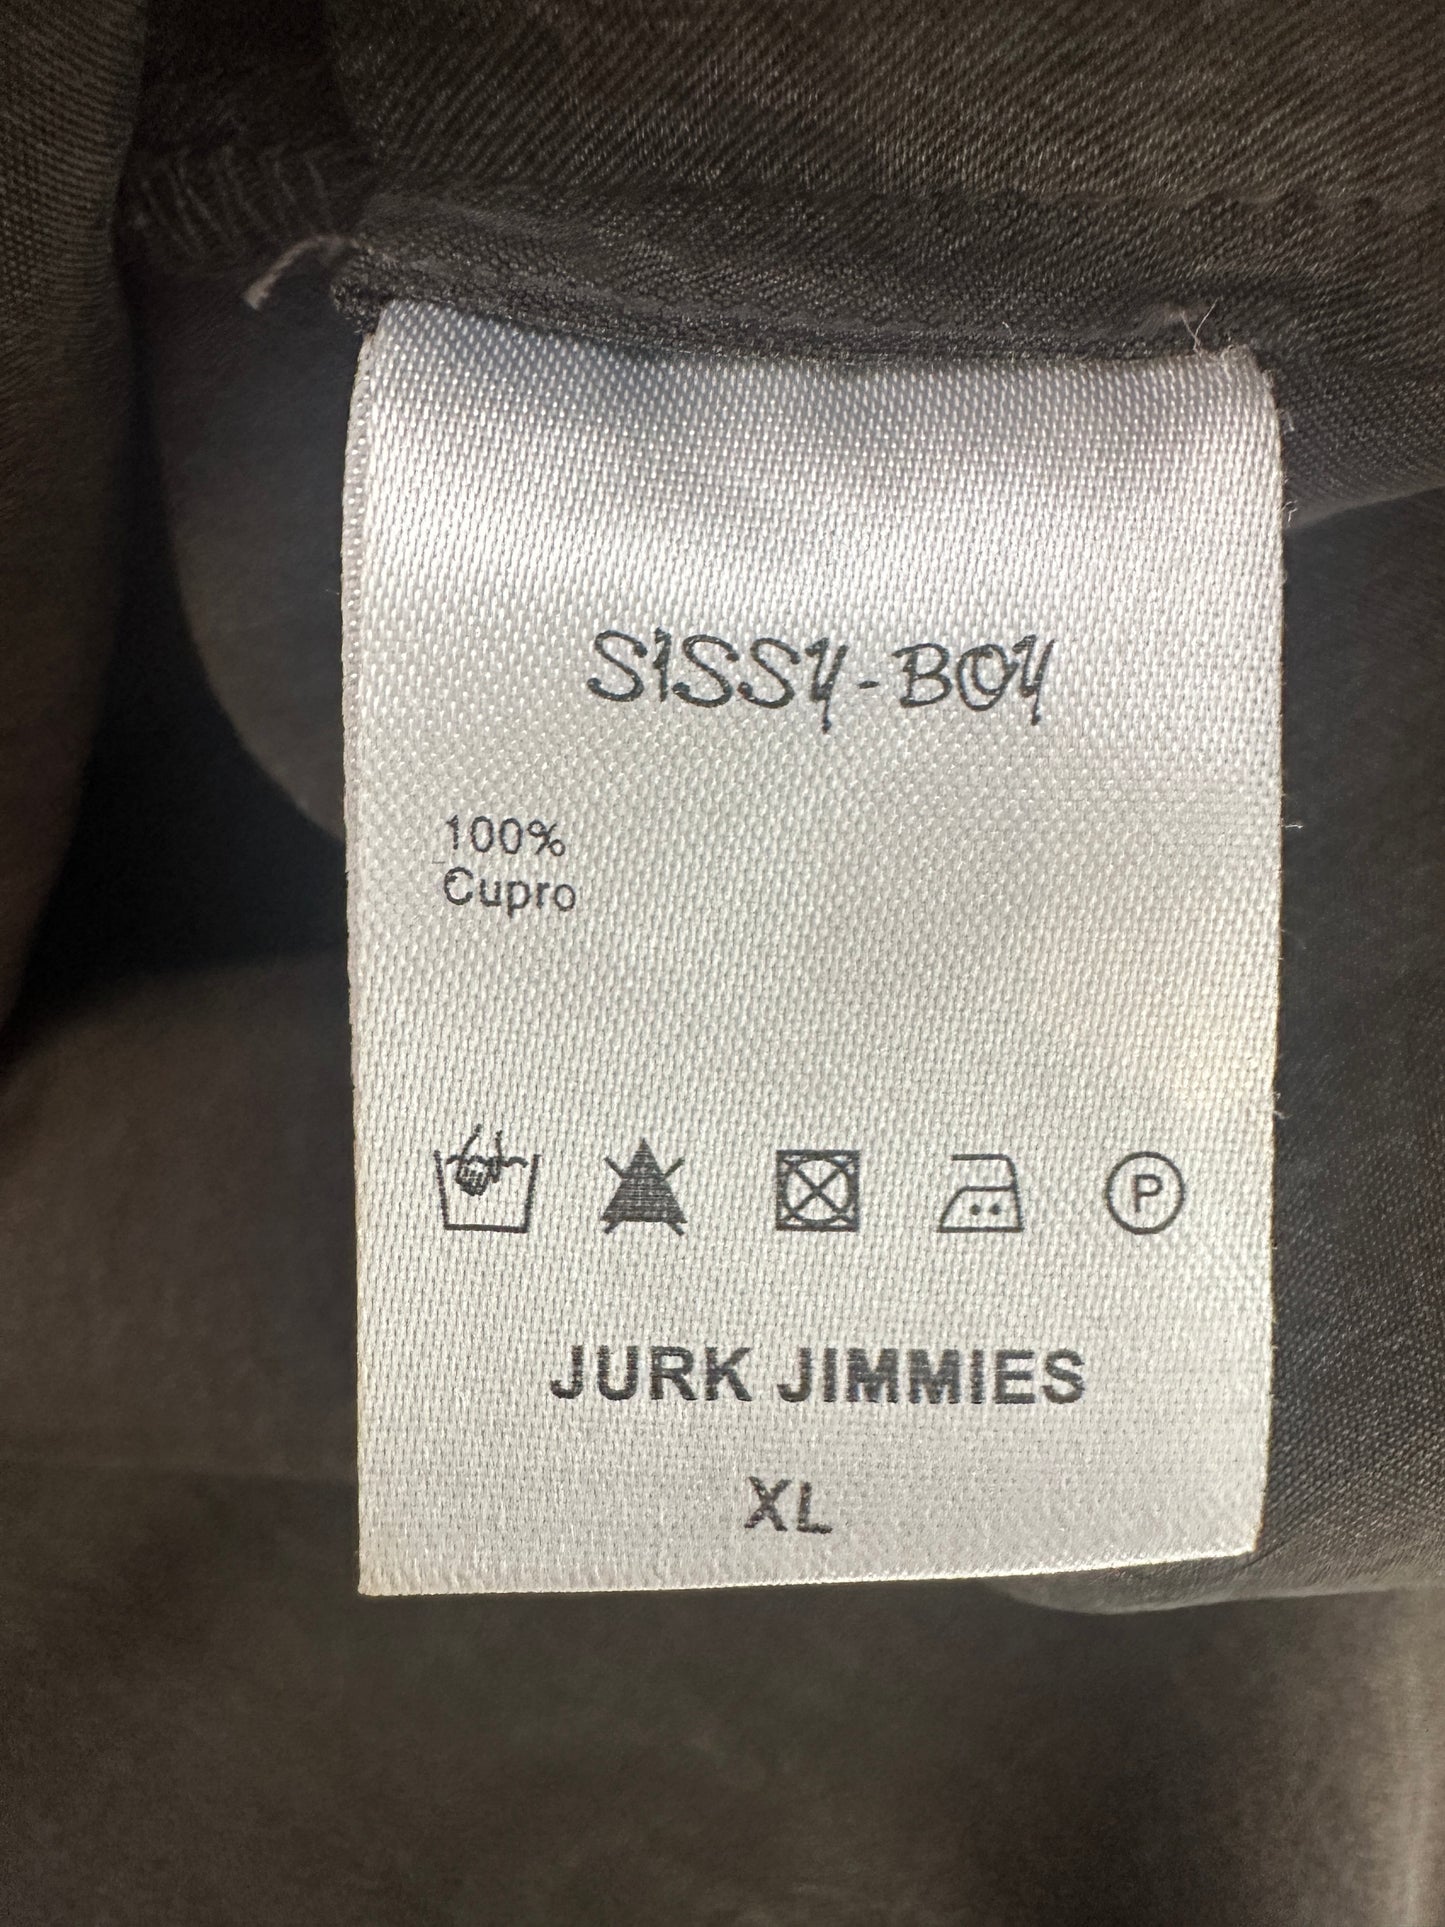 SISSY-BOY
100%
Cupro
P
JURK JIMMIES
XL